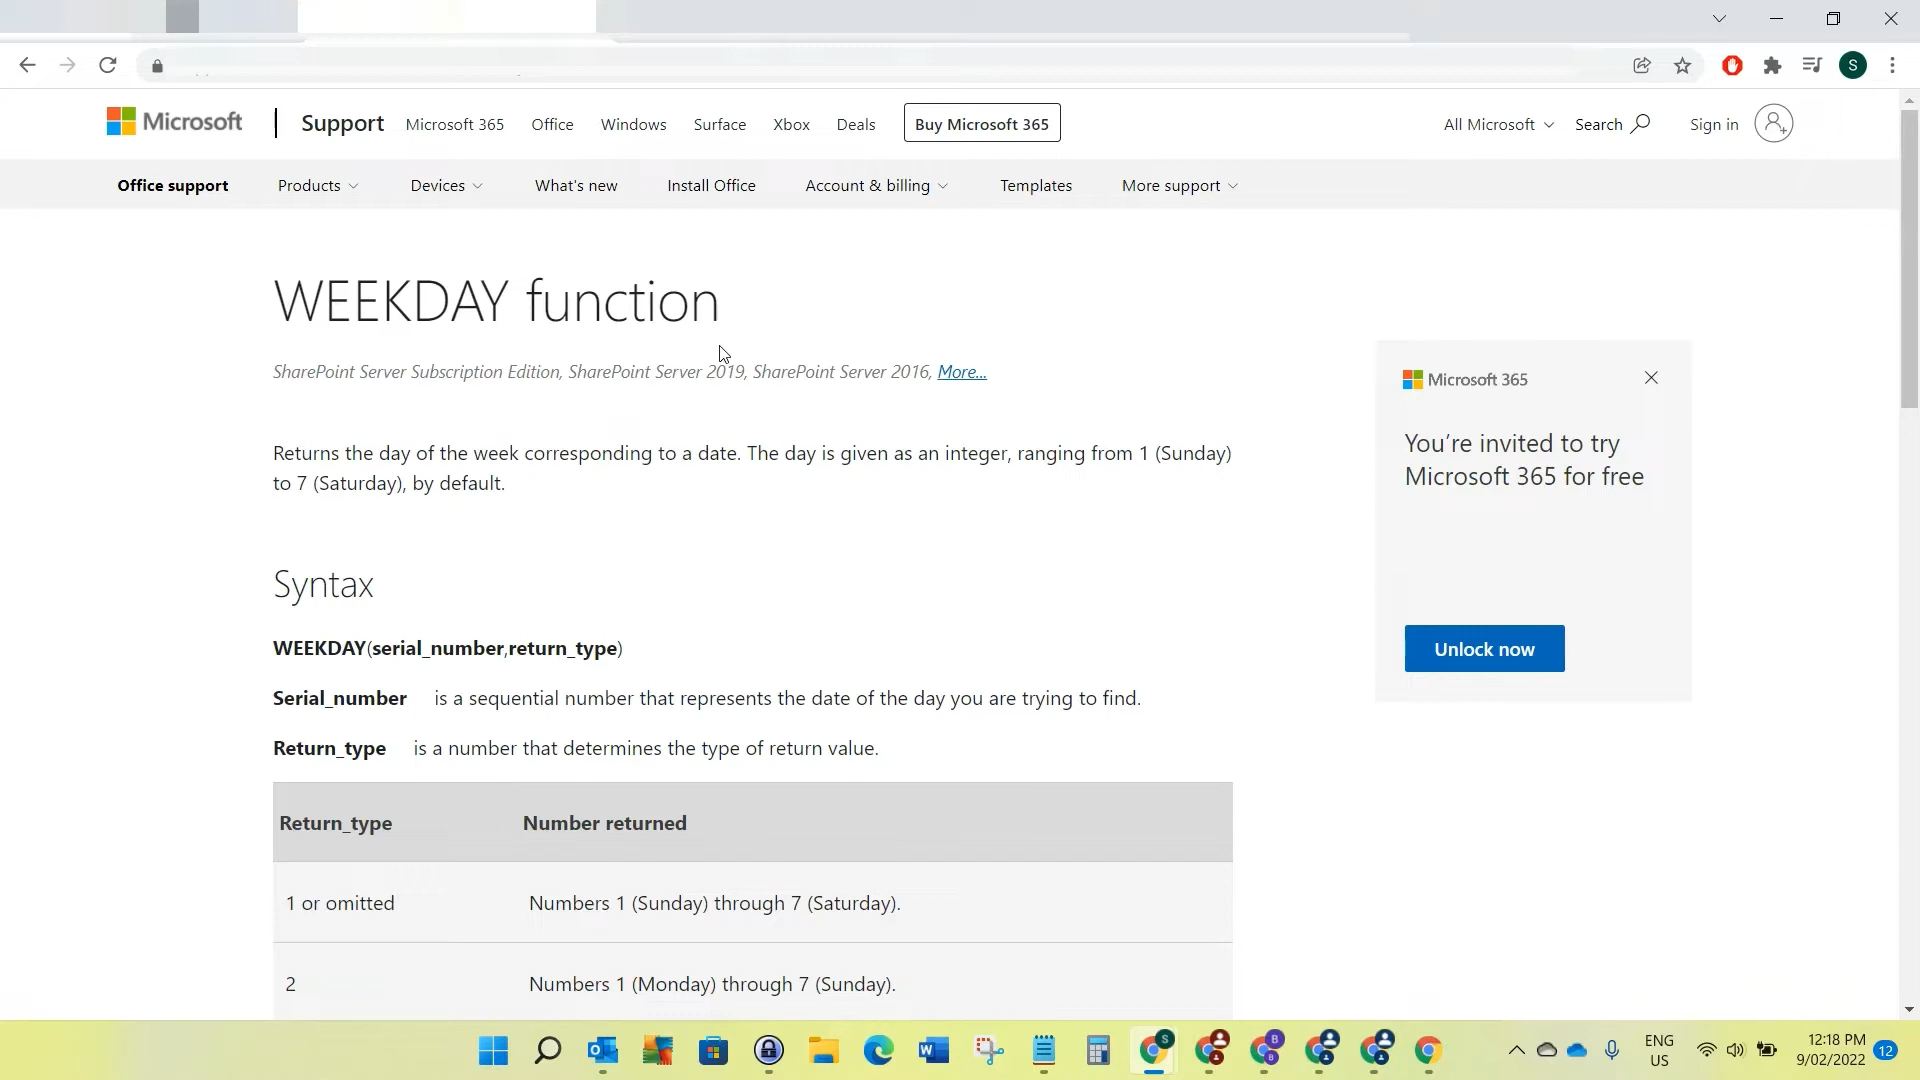 Microsoft
Support
Microsoft 365
Office
Windows
Surface
Xbox
Deals
Buy Microsoft 365
All Microsoft
Search
Sign in
S
Office support
Products
Devices
What's new
Install Office
Account & billing
Templates
More support
WEEKDAY function
SharePoint Server Subscription Edition, SharePoint Server 2019, SharePoint Server 2016, More...
Returns the day of the week corresponding to a date. The day is given as an integer, ranging from 1 (Sunday)
to 7 (Saturday), by default.
Syntax
WEEKDAY(serial_number,return_type)
Serial_number is a sequential number that represents the date of the day you are trying to find.
Return_type is a number that determines the type of return value.
Return_type Number returned
1 or omitted Numbers 1 (Sunday) through 7 (Saturday).
2 Numbers 1 (Monday) through 7 (Sunday).
Microsoft 365
You're invited to try
Microsoft 365 for free
Unlock now
S
B
B
ENG
US
12:18 PM
9/02/2022
12